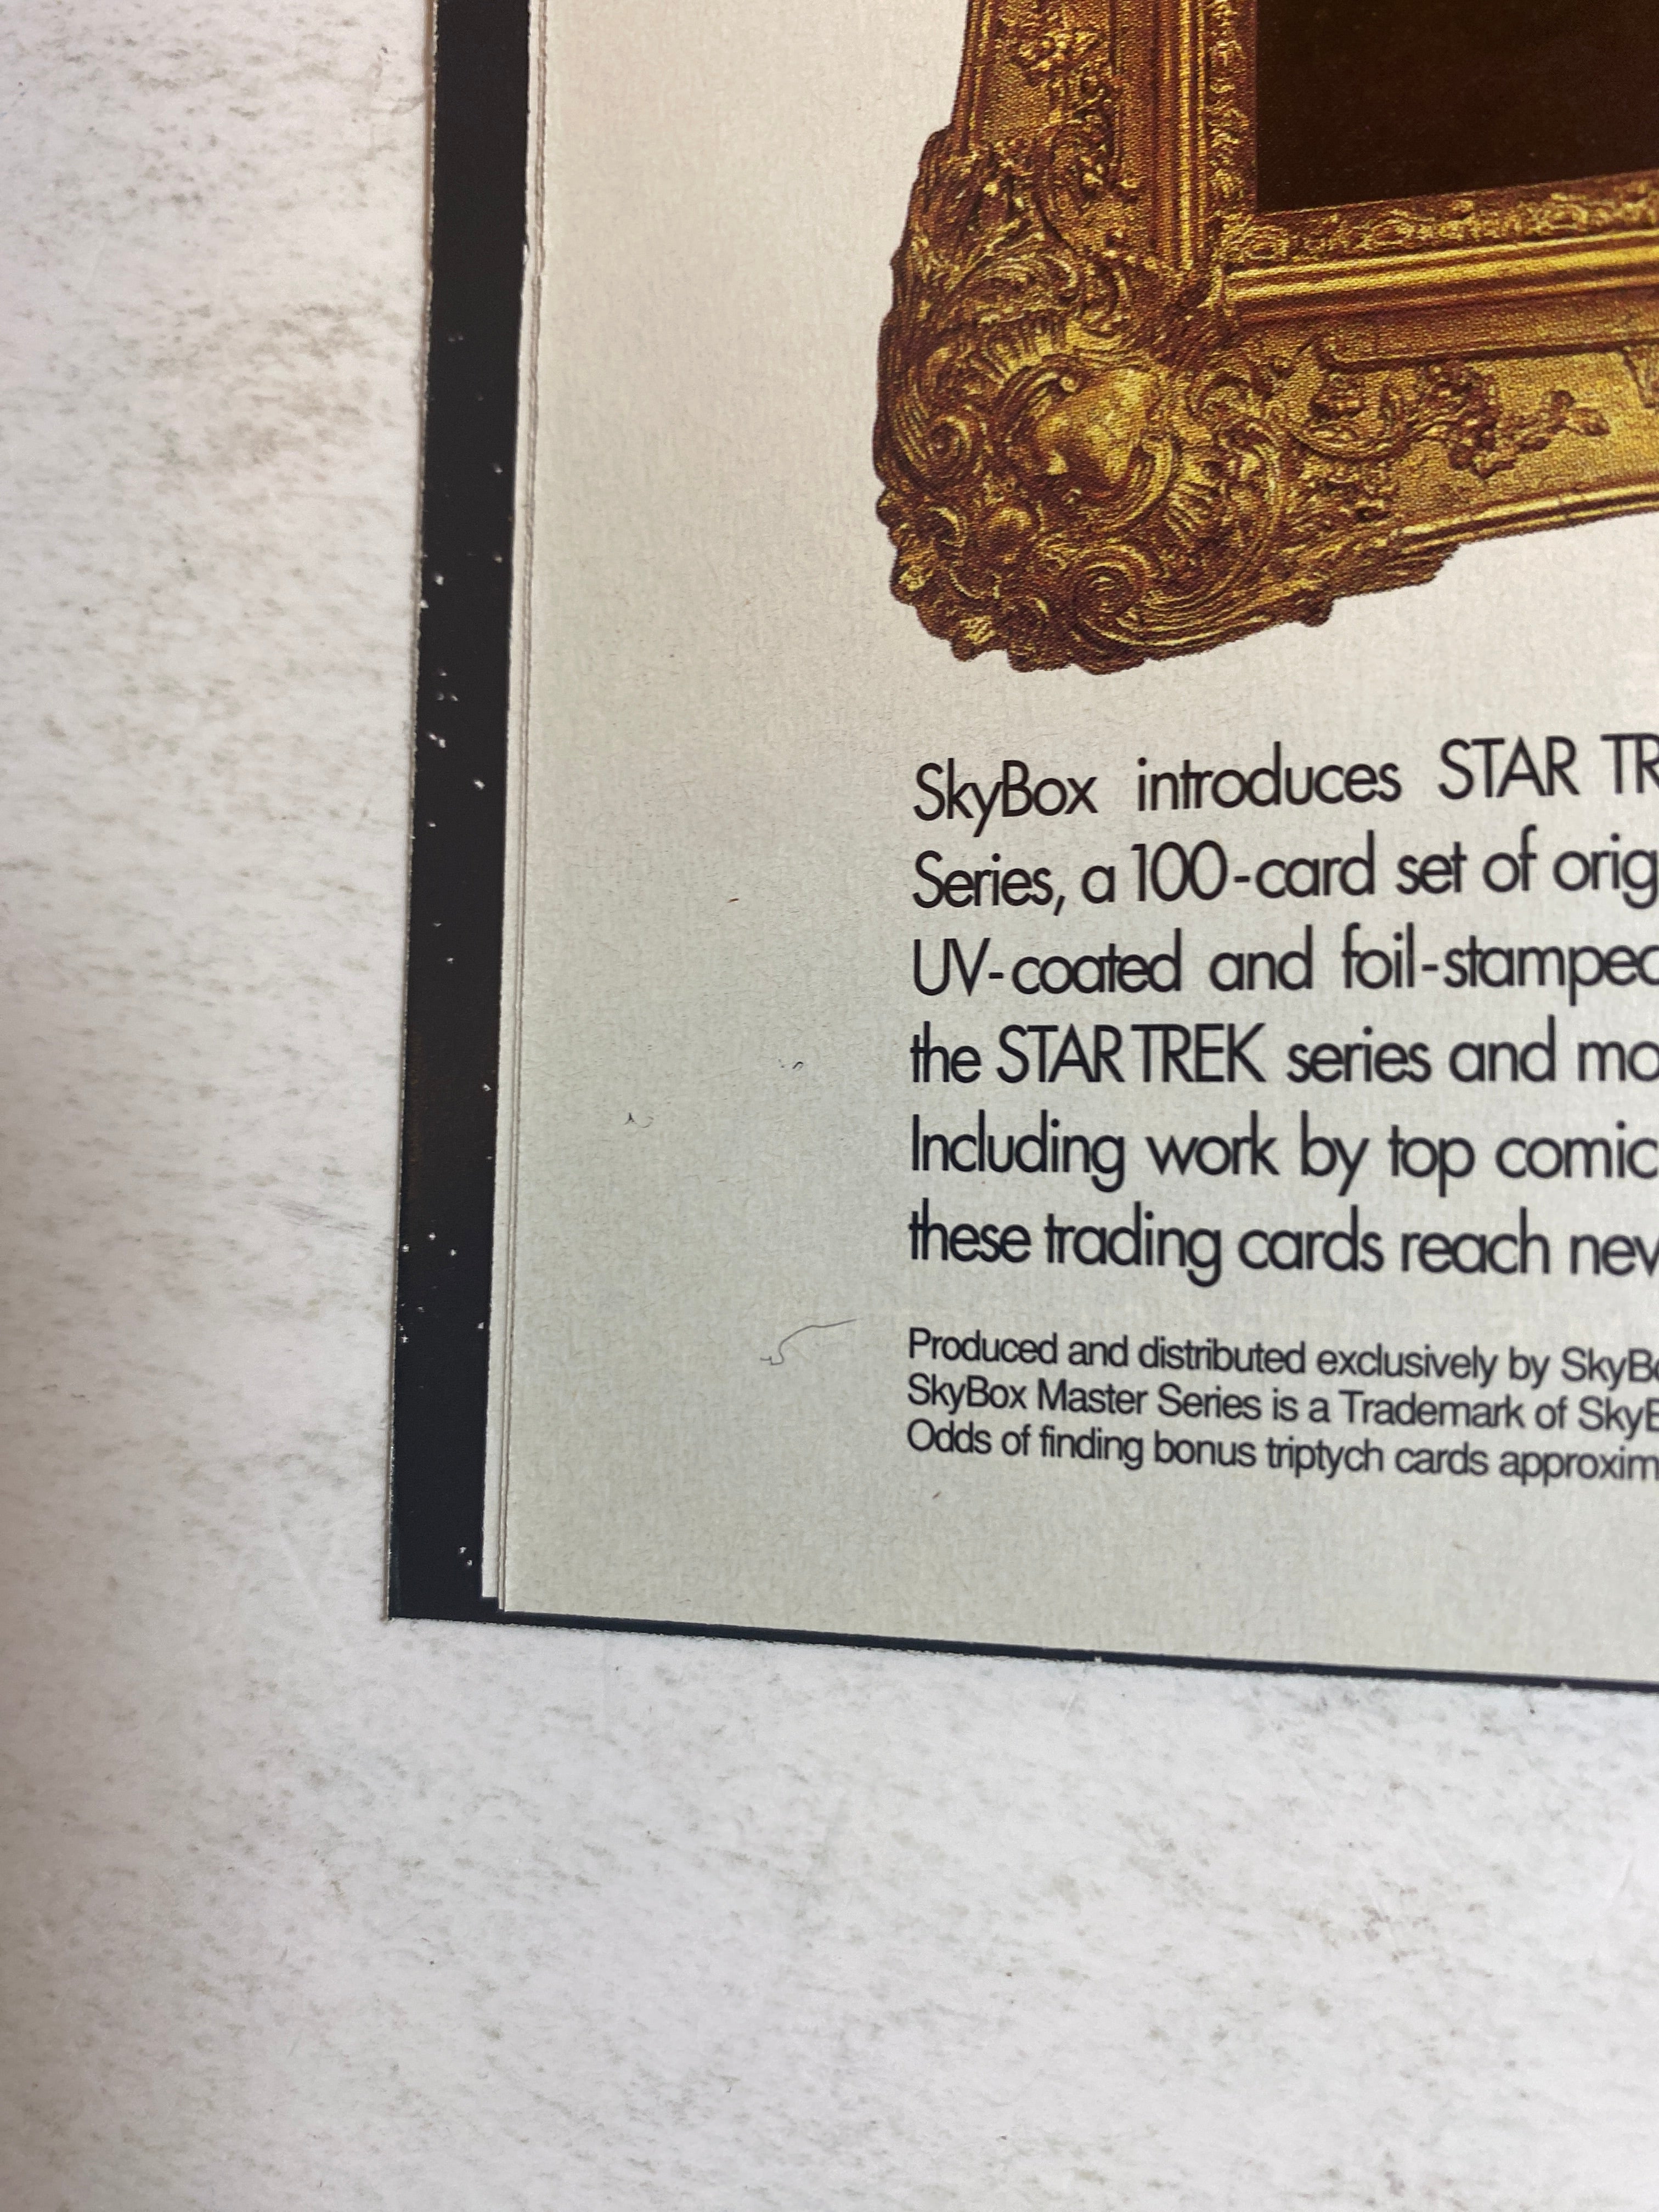 SkyBox introduces STAR TR
Series, a 100-card set of orig
UV-coated and foil-stamped
the STAR TREK series and mo
Including work by top comic
these trading cards reach nev
Produced and distributed exclusively by SkyBo
SkyBox Master Series is a Trademark of SkyB
Odds of finding bonus triptych cards approxim